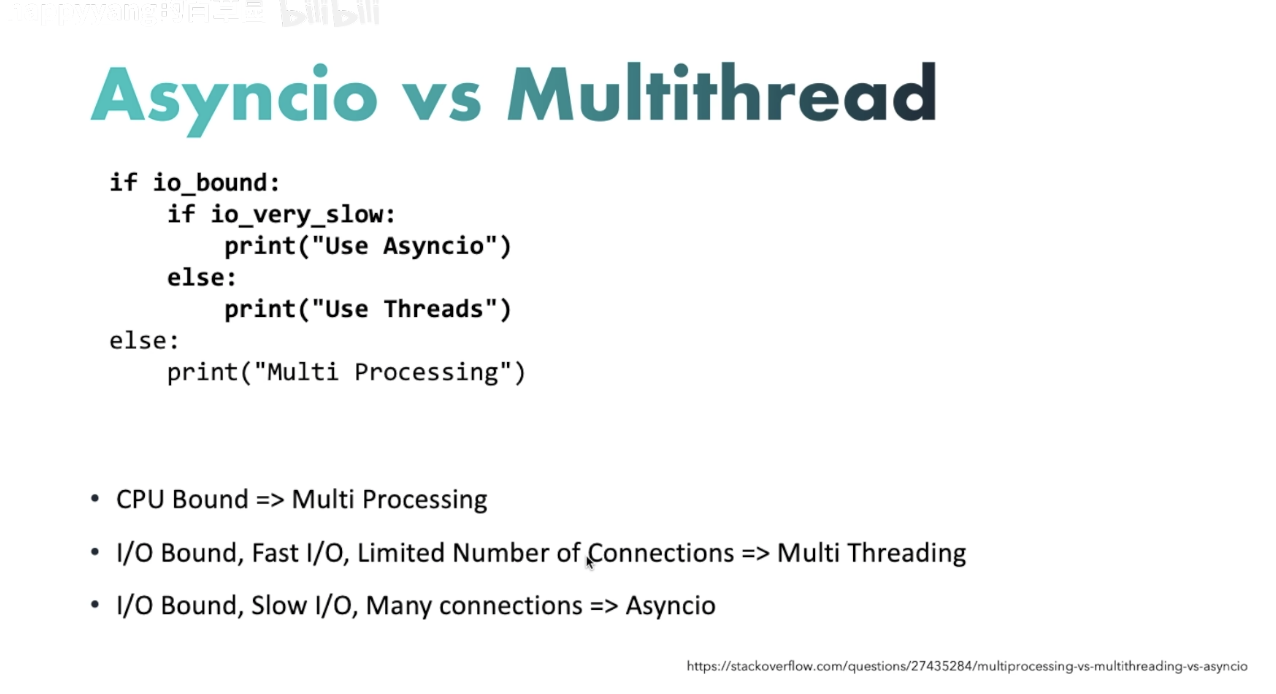 bilibili
Asyncio vs Multithread
if io_bound:
    if io_very_slow:
        print("Use Asyncio")
    else:
        print("Use Threads")
else:
    print("Multi Processing")
• CPU Bound => Multi Processing
• I/O Bound, Fast I/O, Limited Number of Connections => Multi Threading
• I/O Bound, Slow I/O, Many connections => Asyncio
https://stackoverflow.com/questions/27435284/multiprocessing-vs-multithreading-vs-asyncio